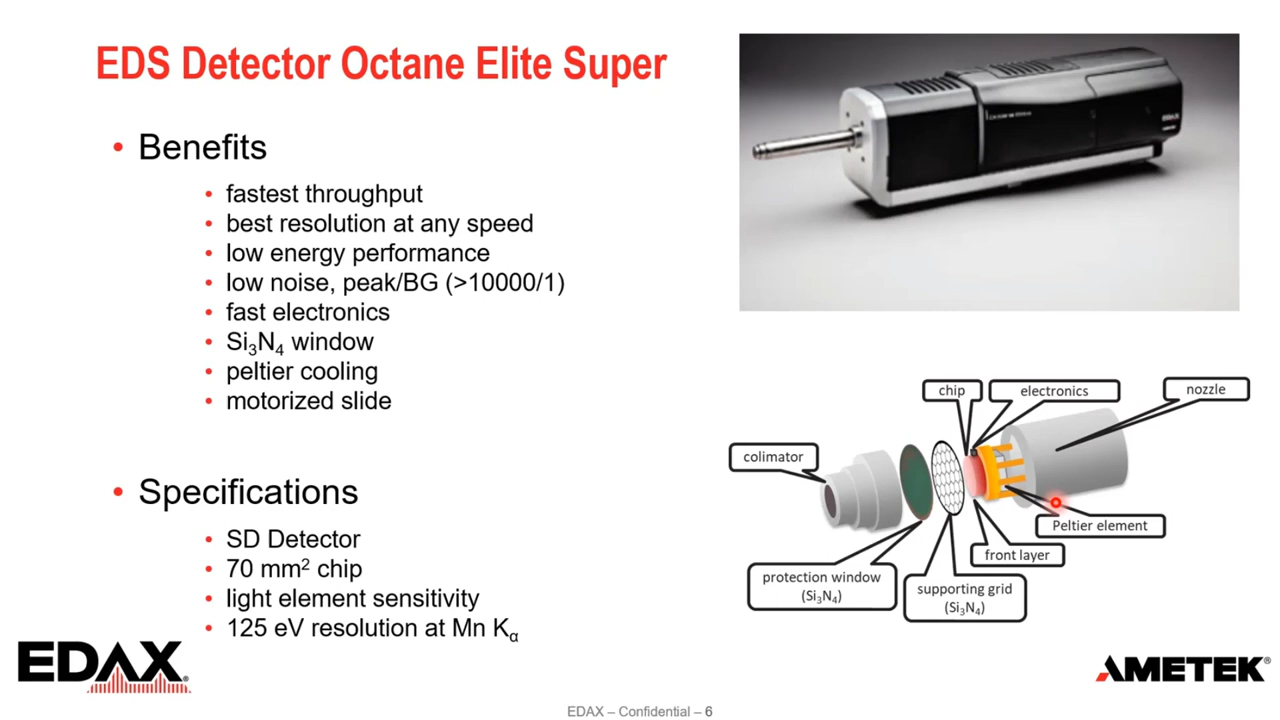 EDS Detector Octane Elite Super
• Benefits
• fastest throughput
• best resolution at any speed
• low energy performance
• low noise, peak/BG (>10000/1)
• fast electronics
• Si₃N₄ window
• peltier cooling
• motorized slide
• Specifications
• SD Detector
• 70 mm² chip
• light element sensitivity
• 125 eV resolution at Mn Kα
EDAX
chip
electronics
nozzle
colimator
Peltier element
front layer
protection window
(Si₃N₄)
supporting grid
(Si₃N₄)
EDAX®
AMETEK®
EDAX – Confidential – 6